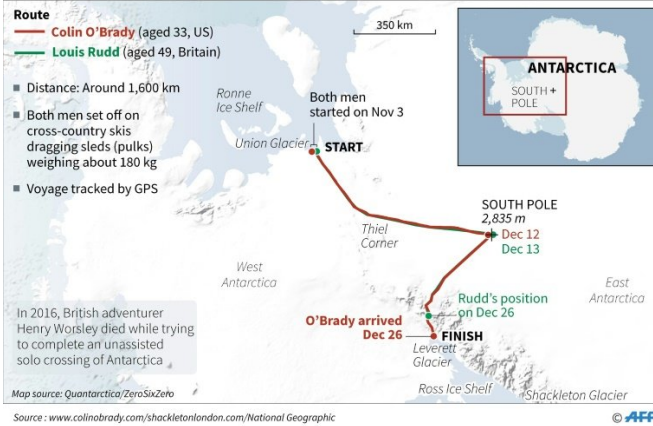 Route
Colin O'Brady (aged 33, US)
Louis Rudd (aged 49, Britain)
Distance: Around 1,600 km
Both men set off on
cross-country skis
dragging sleds (pulks)
weighing about 180 kg
Voyage tracked by GPS
350 km
ANTARCTICA
SOUTH +
POLE
Ronne
Ice Shelf
Both men
started on Nov 3
Union Glacier
START
SOUTH POLE
2,835 m
Dec 12
Dec 13
Thiel
Corner
West
Antarctica
East
Antarctica
Rudd's position
on Dec 26
O'Brady arrived
Dec 26
FINISH
Leverett
Glacier
Ross Ice Shelf
Shackleton Glacier
In 2016, British adventurer
Henry Worsley died while trying
to complete an unassisted
solo crossing of Antarctica
Map source: Quantarctica/ZeroSixZero
Source : www.colinobrady.com/shackletonlondon.com/National Geographic
© AFP